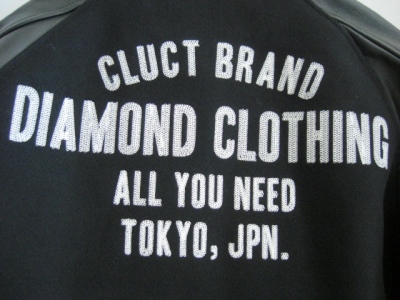 CLUCT BRAND
DIAMOND CLOTHING
ALL YOU NEED
TOKYO, JPN.